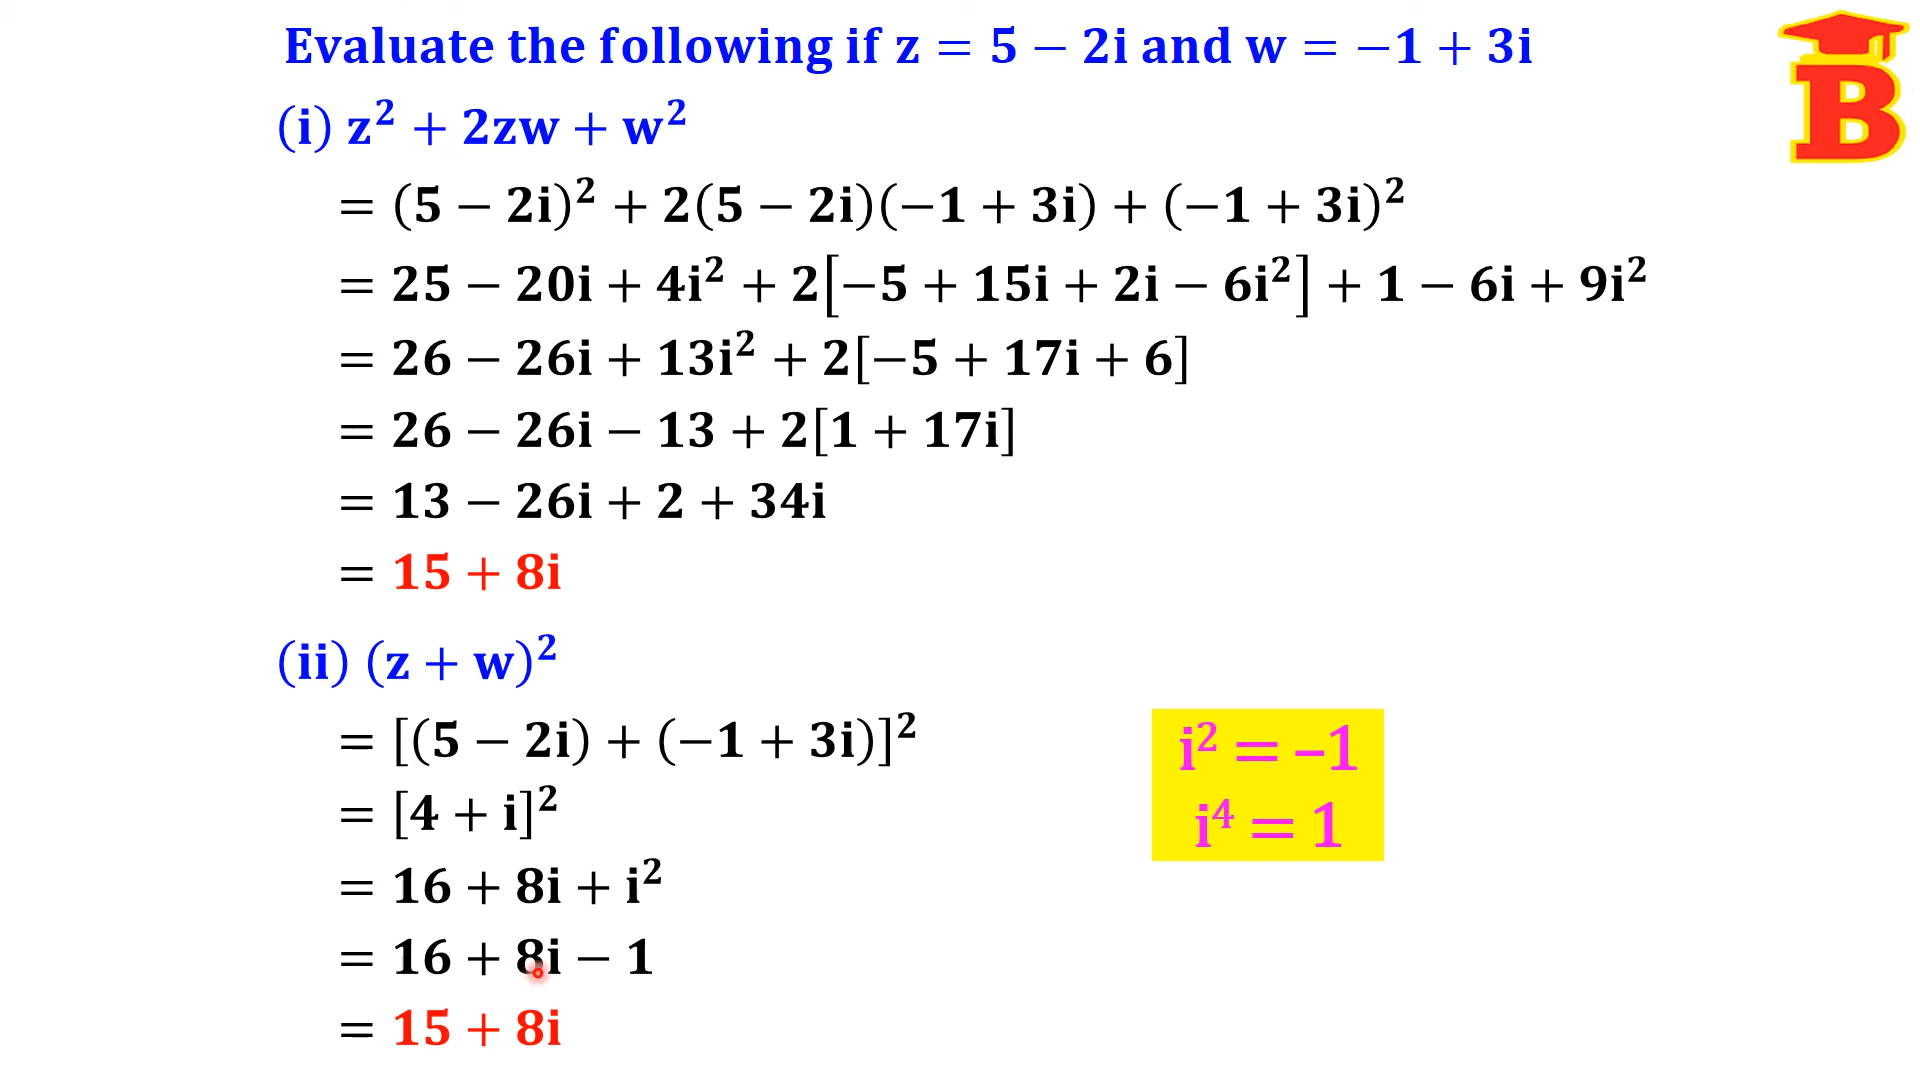 Evaluate the following if z = 5 − 2i and w = −1 + 3i
B
(i) z² + 2zw + w²
= (5 − 2i)² + 2(5 − 2i)(−1 + 3i) + (−1 + 3i)²
= 25 − 20i + 4i² + 2[−5 + 15i + 2i − 6i²] + 1 − 6i + 9i²
= 26 − 26i + 13i² + 2[−5 + 17i + 6]
= 26 − 26i − 13 + 2[1 + 17i]
= 13 − 26i + 2 + 34i
= 15 + 8i
(ii) (z + w)²
= [(5 − 2i) + (−1 + 3i)]²
= [4 + i]²
= 16 + 8i + i²
= 16 + 8i − 1
= 15 + 8i
i² = –1
i⁴ = 1